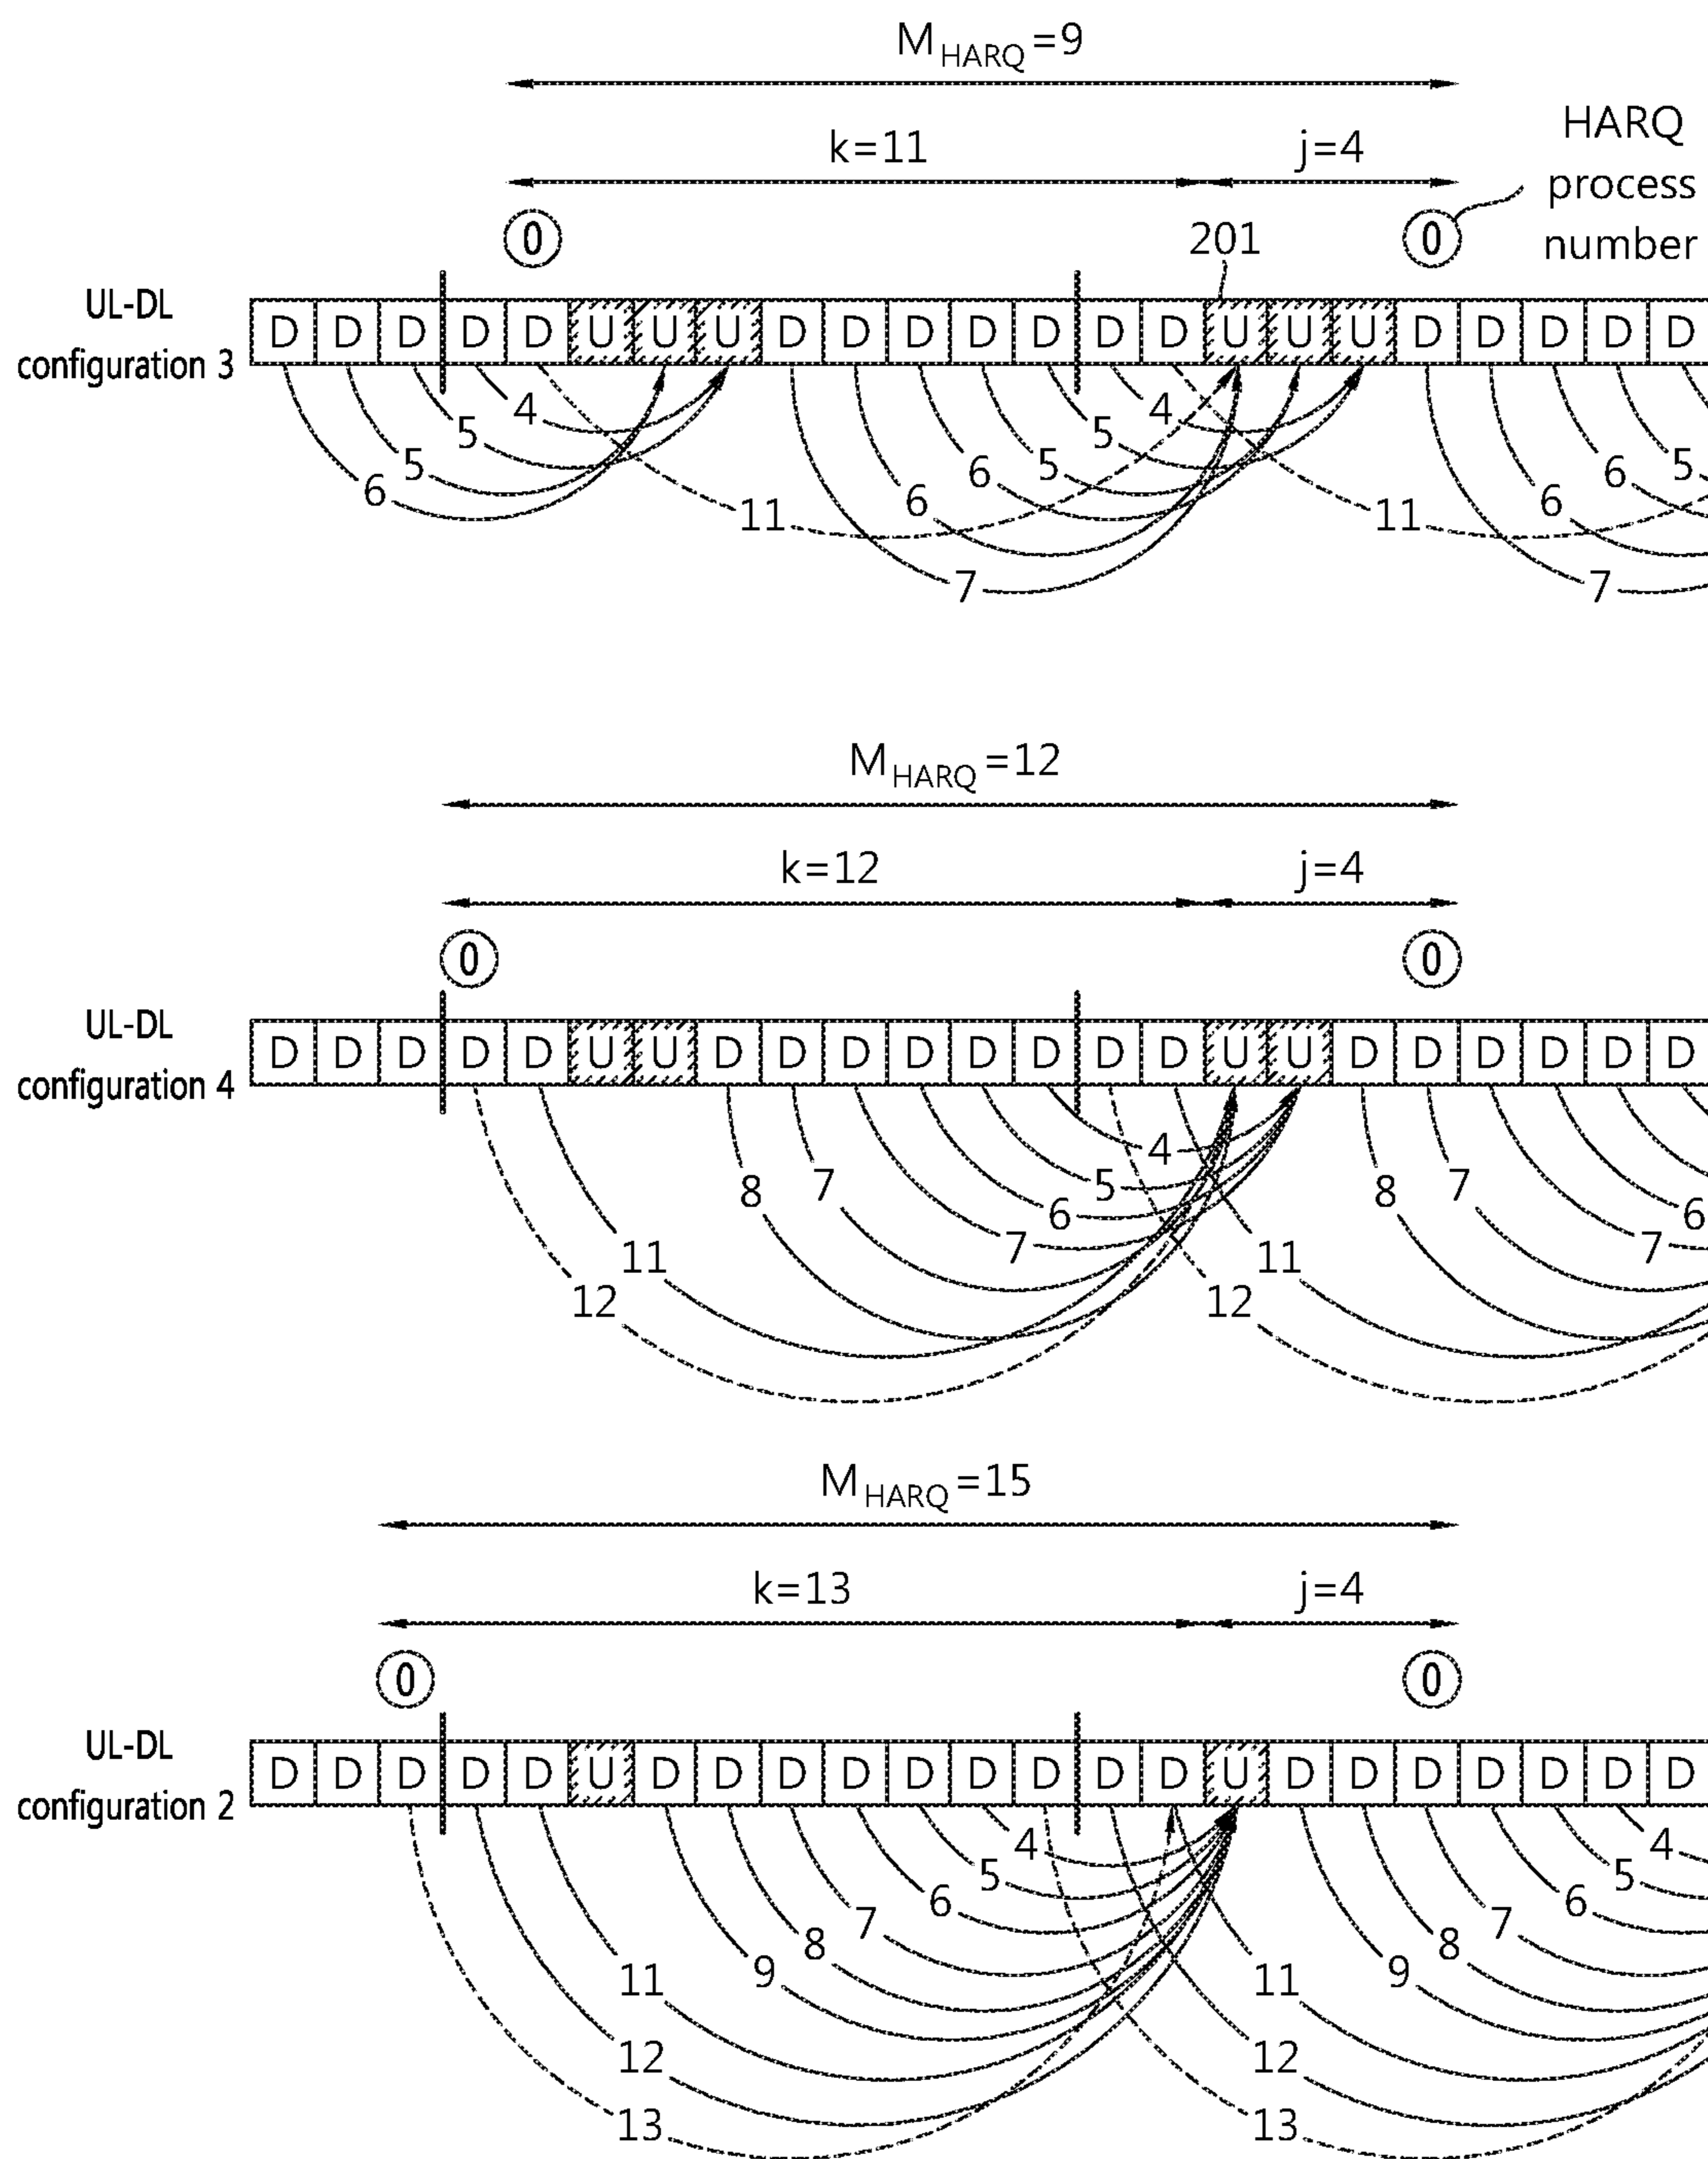 M HARQ =9
k=11 j=4
HARQ
process
number
0 201 0
UL-DL
configuration 3
D D D D D U U U D D D D D D D U U U D D D D D
4 4
5 5
5 6 5 6 5
6 11 6 11 6
7 7
M HARQ =12
k=12 j=4
0 0
UL-DL
configuration 4
D D D D D U U D D D D D D D D U U D D D D D D
4
8 7 5 8 7
6 6
11 7 11 7
12 12
M HARQ =15
k=13 j=4
0 0
UL-DL
configuration 2
D D D D D U D D D D D D D D D U D D D D D D D
4 4
5 5
6 6
7 7
8 8
11 9 11 9
12 12
13 13